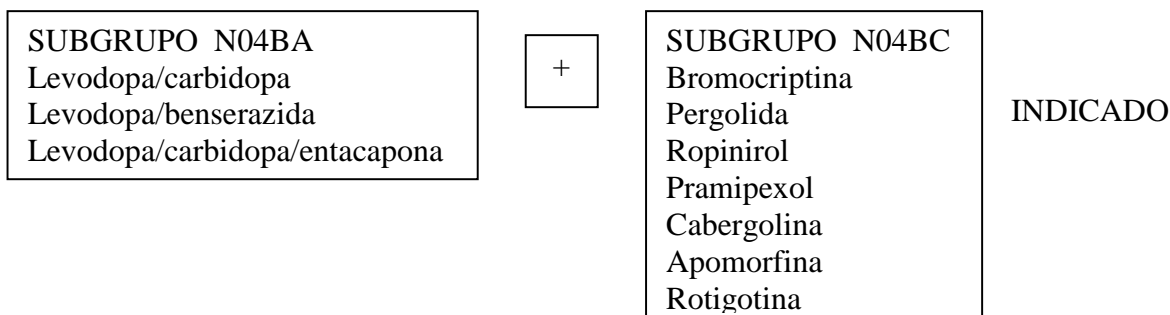 SUBGRUPO N04BA
Levodopa/carbidopa
Levodopa/benserazida
Levodopa/carbidopa/entacapona
+
SUBGRUPO N04BC
Bromocriptina
Pergolida
Ropinirol
Pramipexol
Cabergolina
Apomorfina
Rotigotina
INDICADO